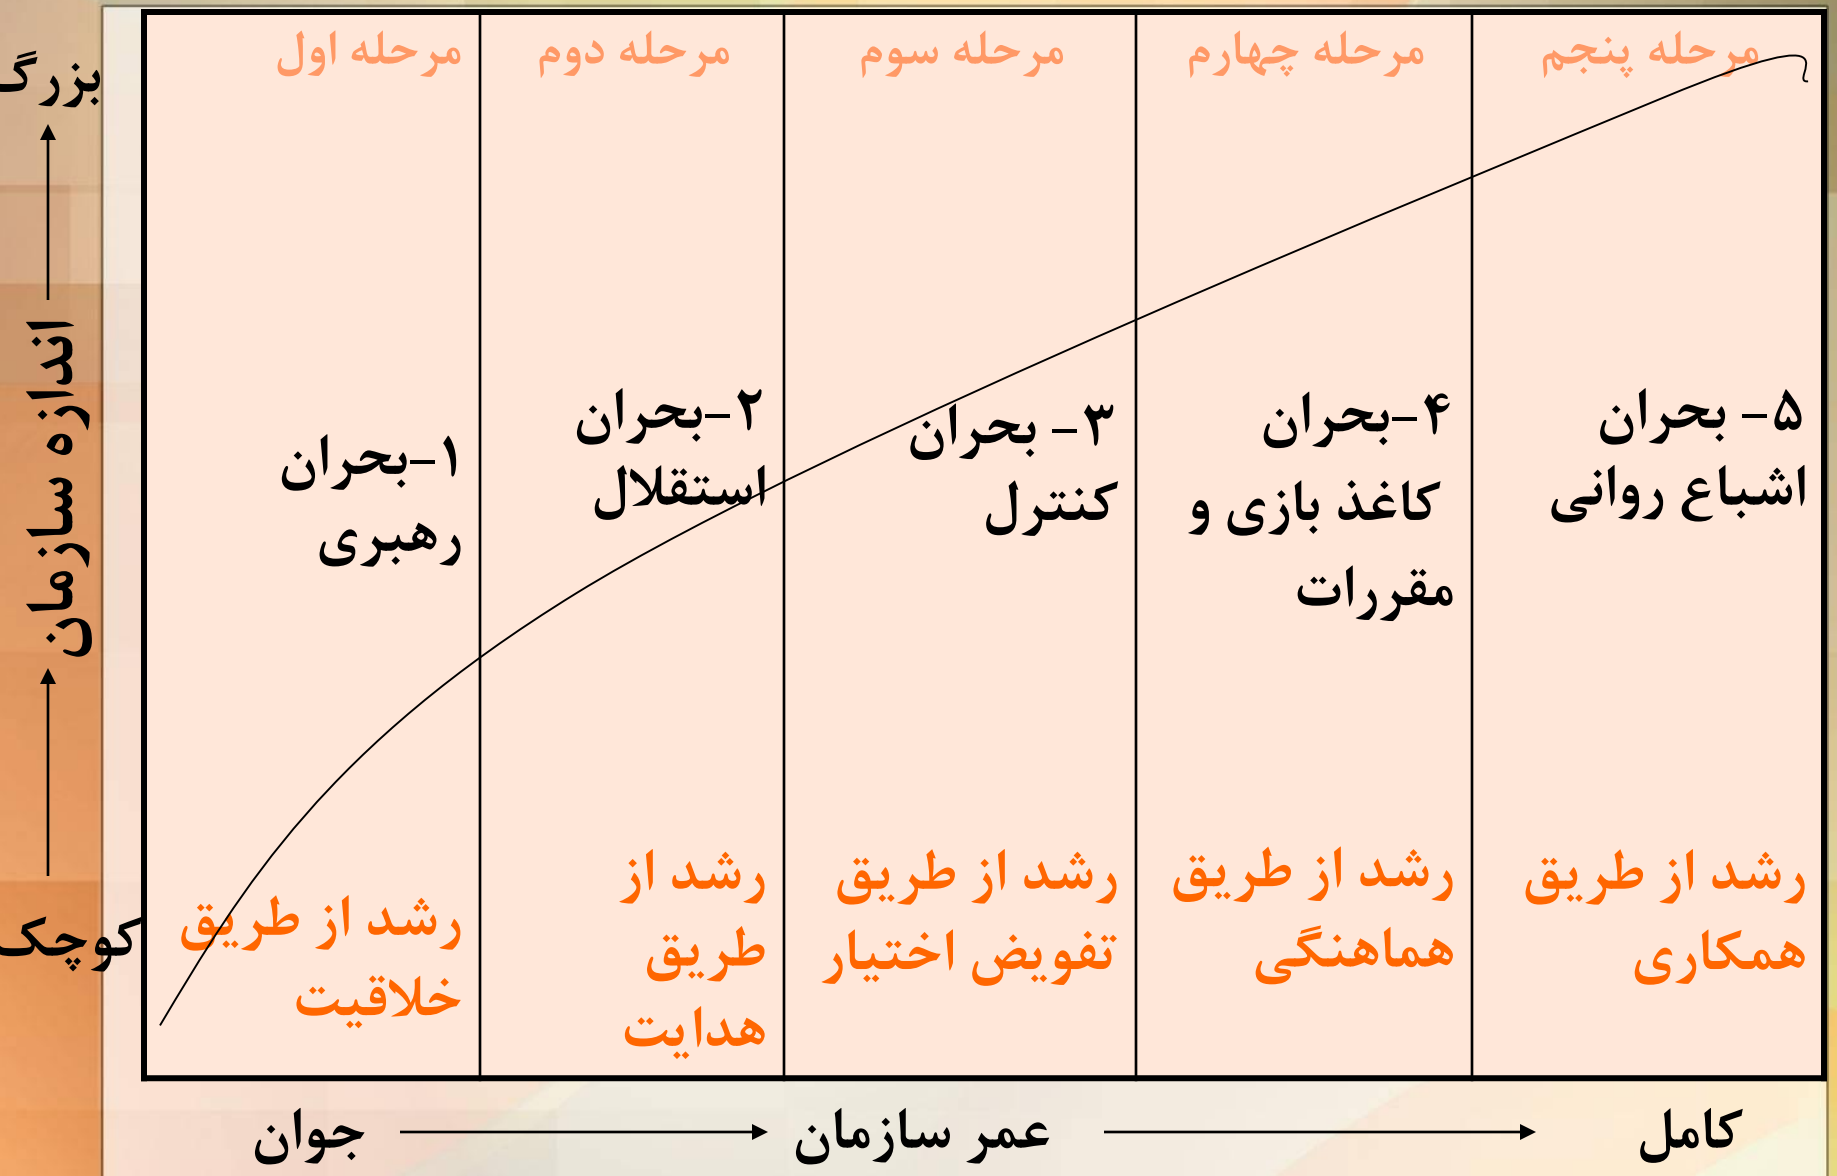 مرحله اول
مرحله دوم
مرحله سوم
مرحله چهارم
مرحله پنجم
بزرگ
اندازه سازمان
کوچک
۱-بحران
رهبری
۲-بحران
استقلال
۳- بحران
کنترل
۴-بحران
کاغذ بازی و
مقررات
۵- بحران
اشباع روانی
رشد از طریق
خلاقیت
رشد از
طریق
هدایت
رشد از طریق
تفویض اختیار
رشد از طریق
هماهنگی
رشد از طریق
همکاری
جوان
عمر سازمان
کامل